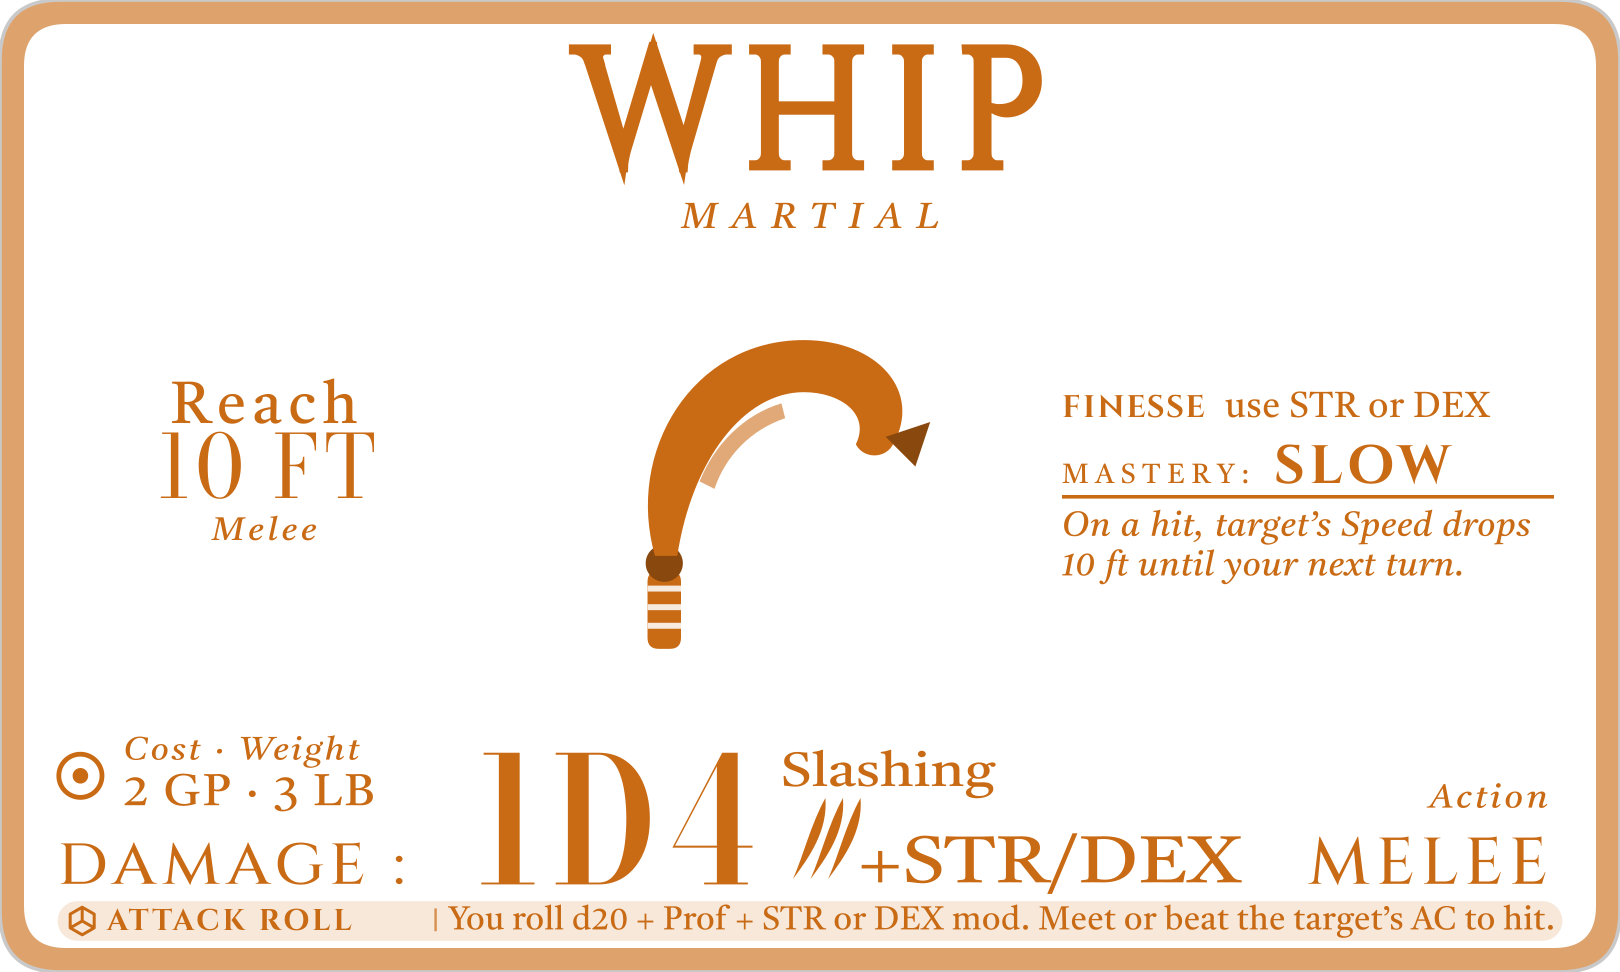 WHIP
MARTIAL
Reach
10 FT
Melee
FINESSE use STR or DEX
MASTERY: SLOW
On a hit, target’s Speed drops
10 ft until your next turn.
Cost · Weight
2 GP · 3 LB
DAMAGE : 1D4 Slashing +STR/DEX
Action
MELEE
ATTACK ROLL | You roll d20 + Prof + STR or DEX mod. Meet or beat the target’s AC to hit.